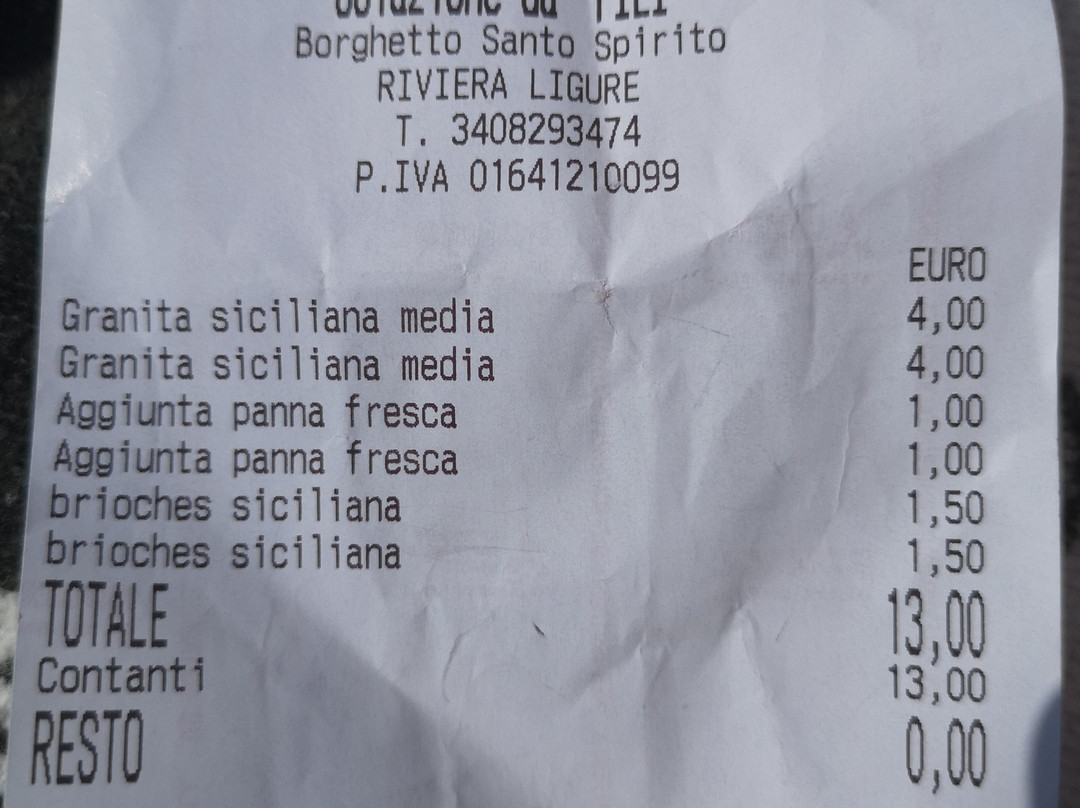 Borghetto Santo Spirito
RIVIERA LIGURE
T. 3408293474
P.IVA 01641210099
EURO
Granita siciliana media 4,00
Granita siciliana media 4,00
Aggiunta panna fresca 1,00
Aggiunta panna fresca 1,00
brioches siciliana 1,50
brioches siciliana 1,50
TOTALE 13,00
Contanti 13,00
RESTO 0,00